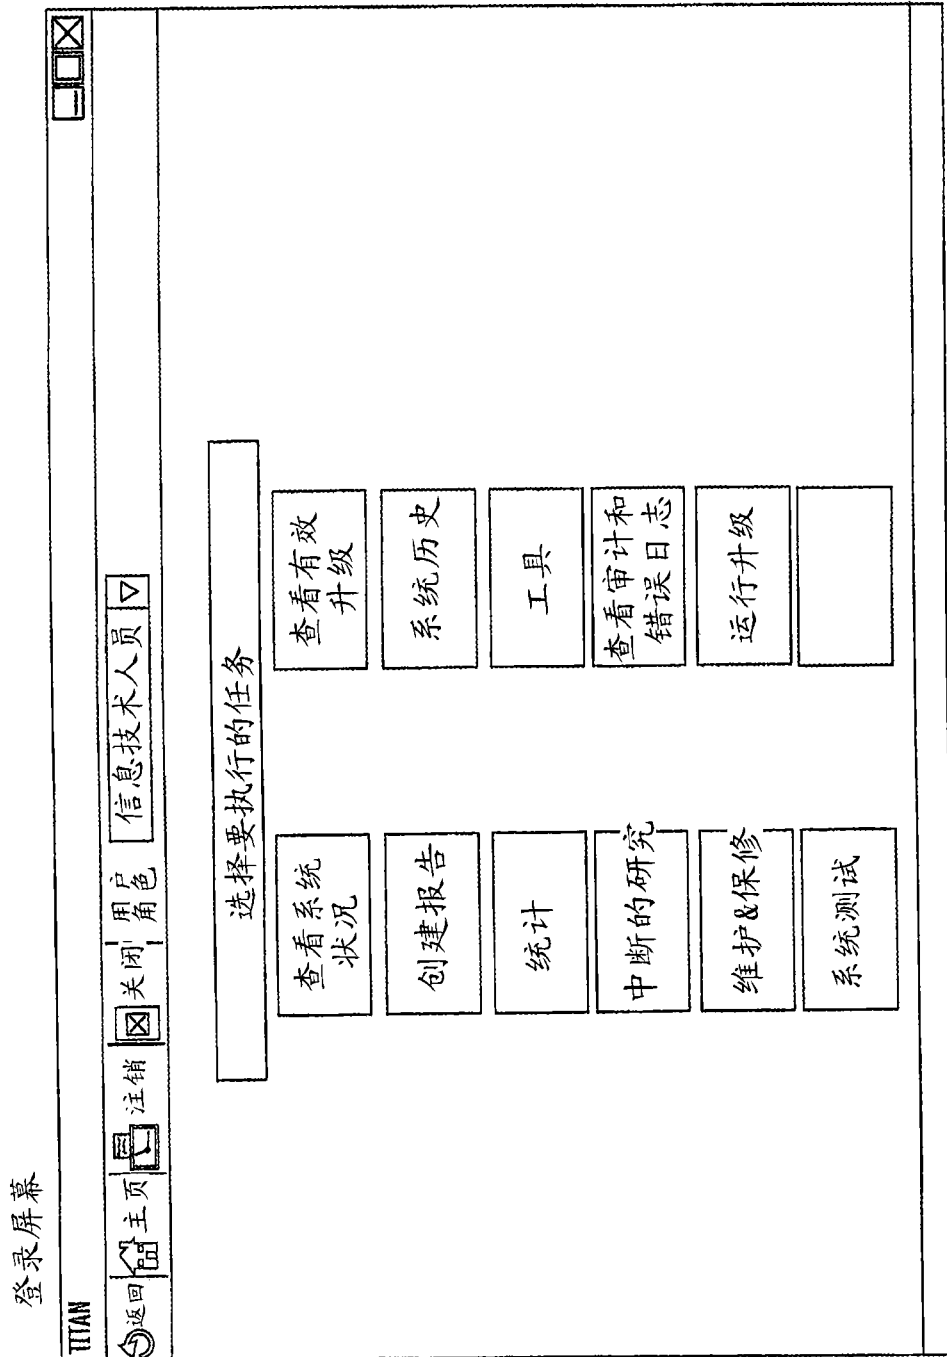 登录屏幕
TITAN
返回 主页 注销 关闭 用户角色 信息技术人员
选择要执行的任务
查看系统
状况
查看有效
升级
创建报告
系统历史
统计
工具
中断的研究
查看审计和
错误日志
维护&保修
运行升级
系统测试